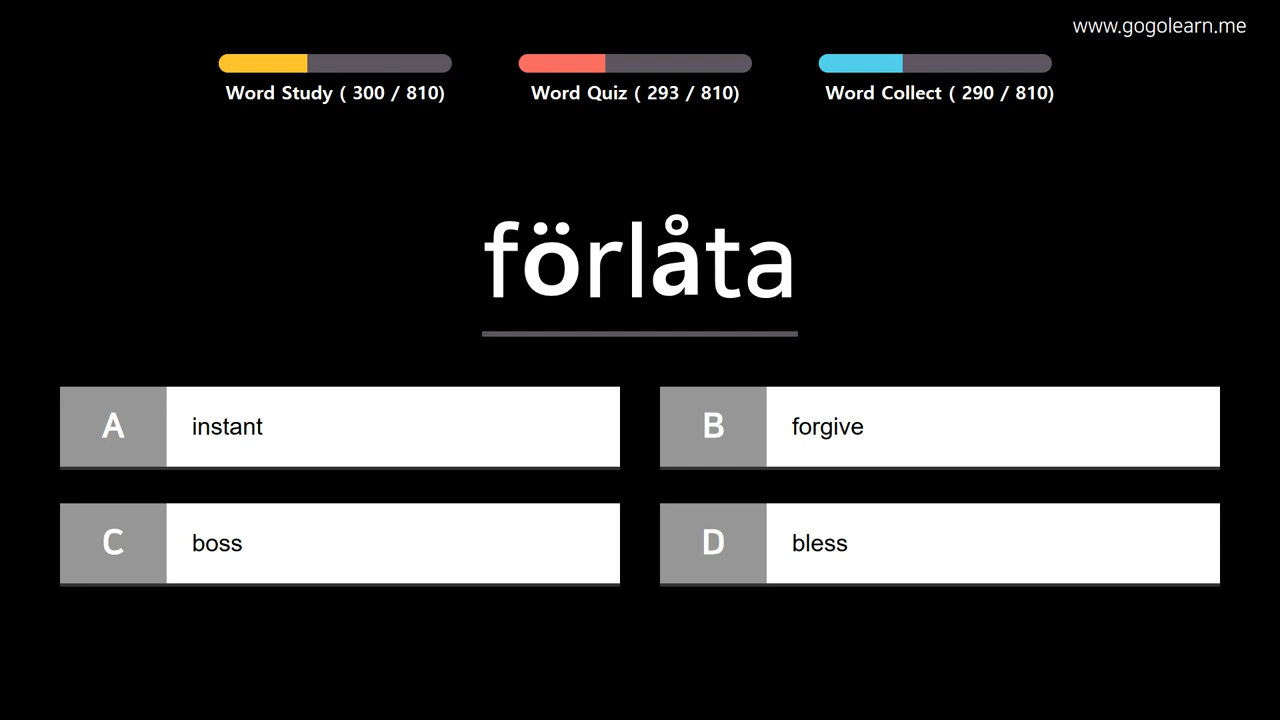 www.gogolearn.me
Word Study ( 300 / 810)
Word Quiz ( 293 / 810)
Word Collect ( 290 / 810)
förlåta
A instant
B forgive
C boss
D bless